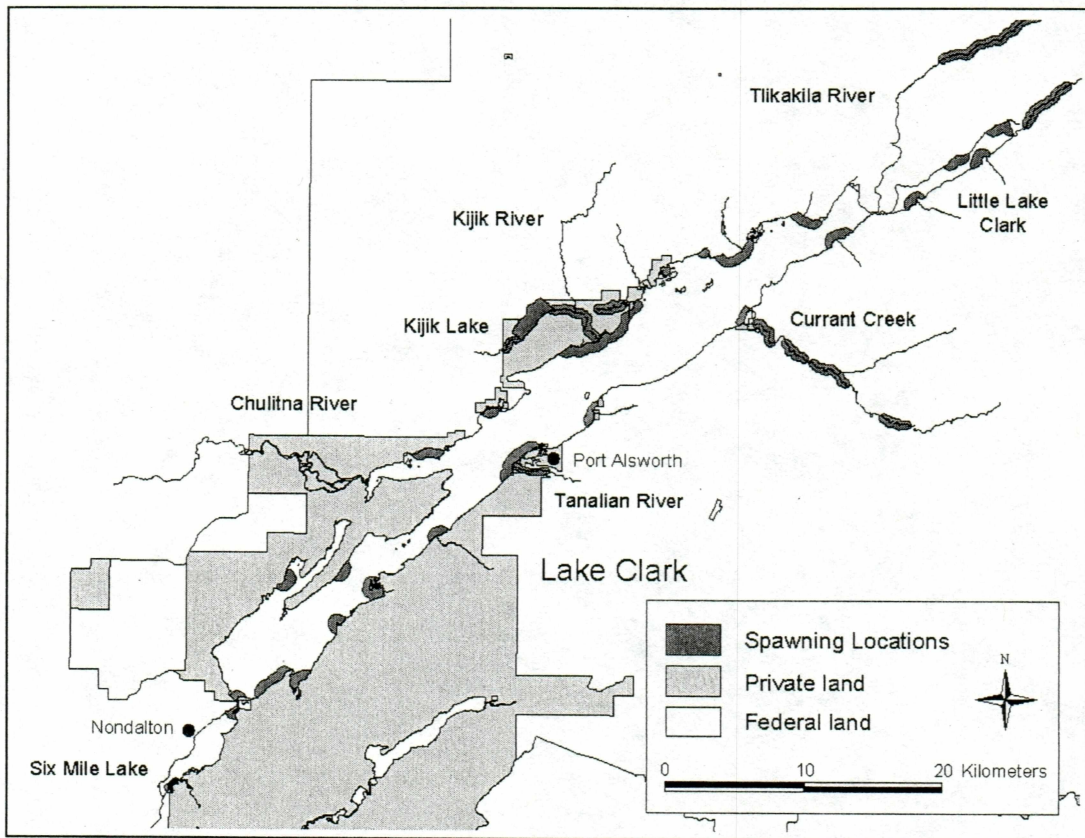 Tlikakila River
Little Lake
Clark
Kijik River
Kijik Lake
Currant Creek
Chulitna River
Port Alsworth
Tanalian River
Lake Clark
Nondalton
Six Mile Lake
Spawning Locations
Private land
Federal land
N
0 10 20 Kilometers